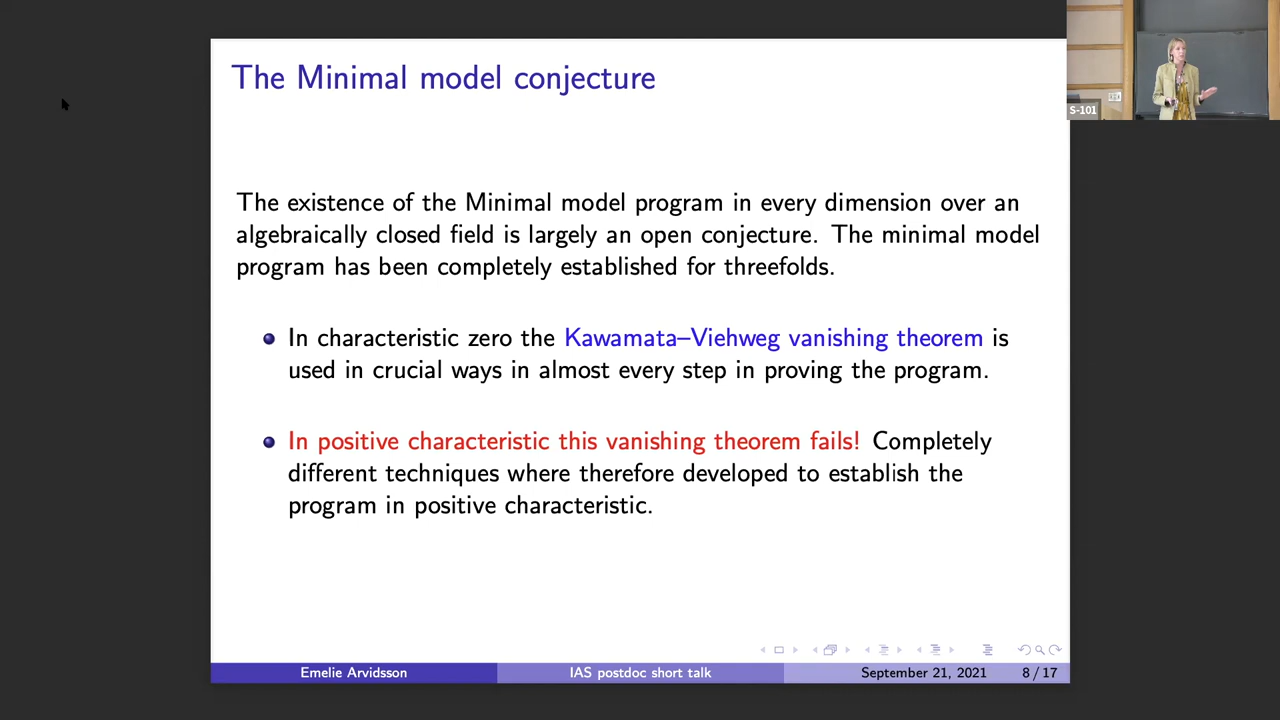 The Minimal model conjecture
S-101
The existence of the Minimal model program in every dimension over an
algebraically closed field is largely an open conjecture. The minimal model
program has been completely established for threefolds.
In characteristic zero the Kawamata–Viehweg vanishing theorem is
used in crucial ways in almost every step in proving the program.
In positive characteristic this vanishing theorem fails! Completely
different techniques where therefore developed to establish the
program in positive characteristic.
Emelie Arvidsson IAS postdoc short talk September 21, 2021 8 / 17